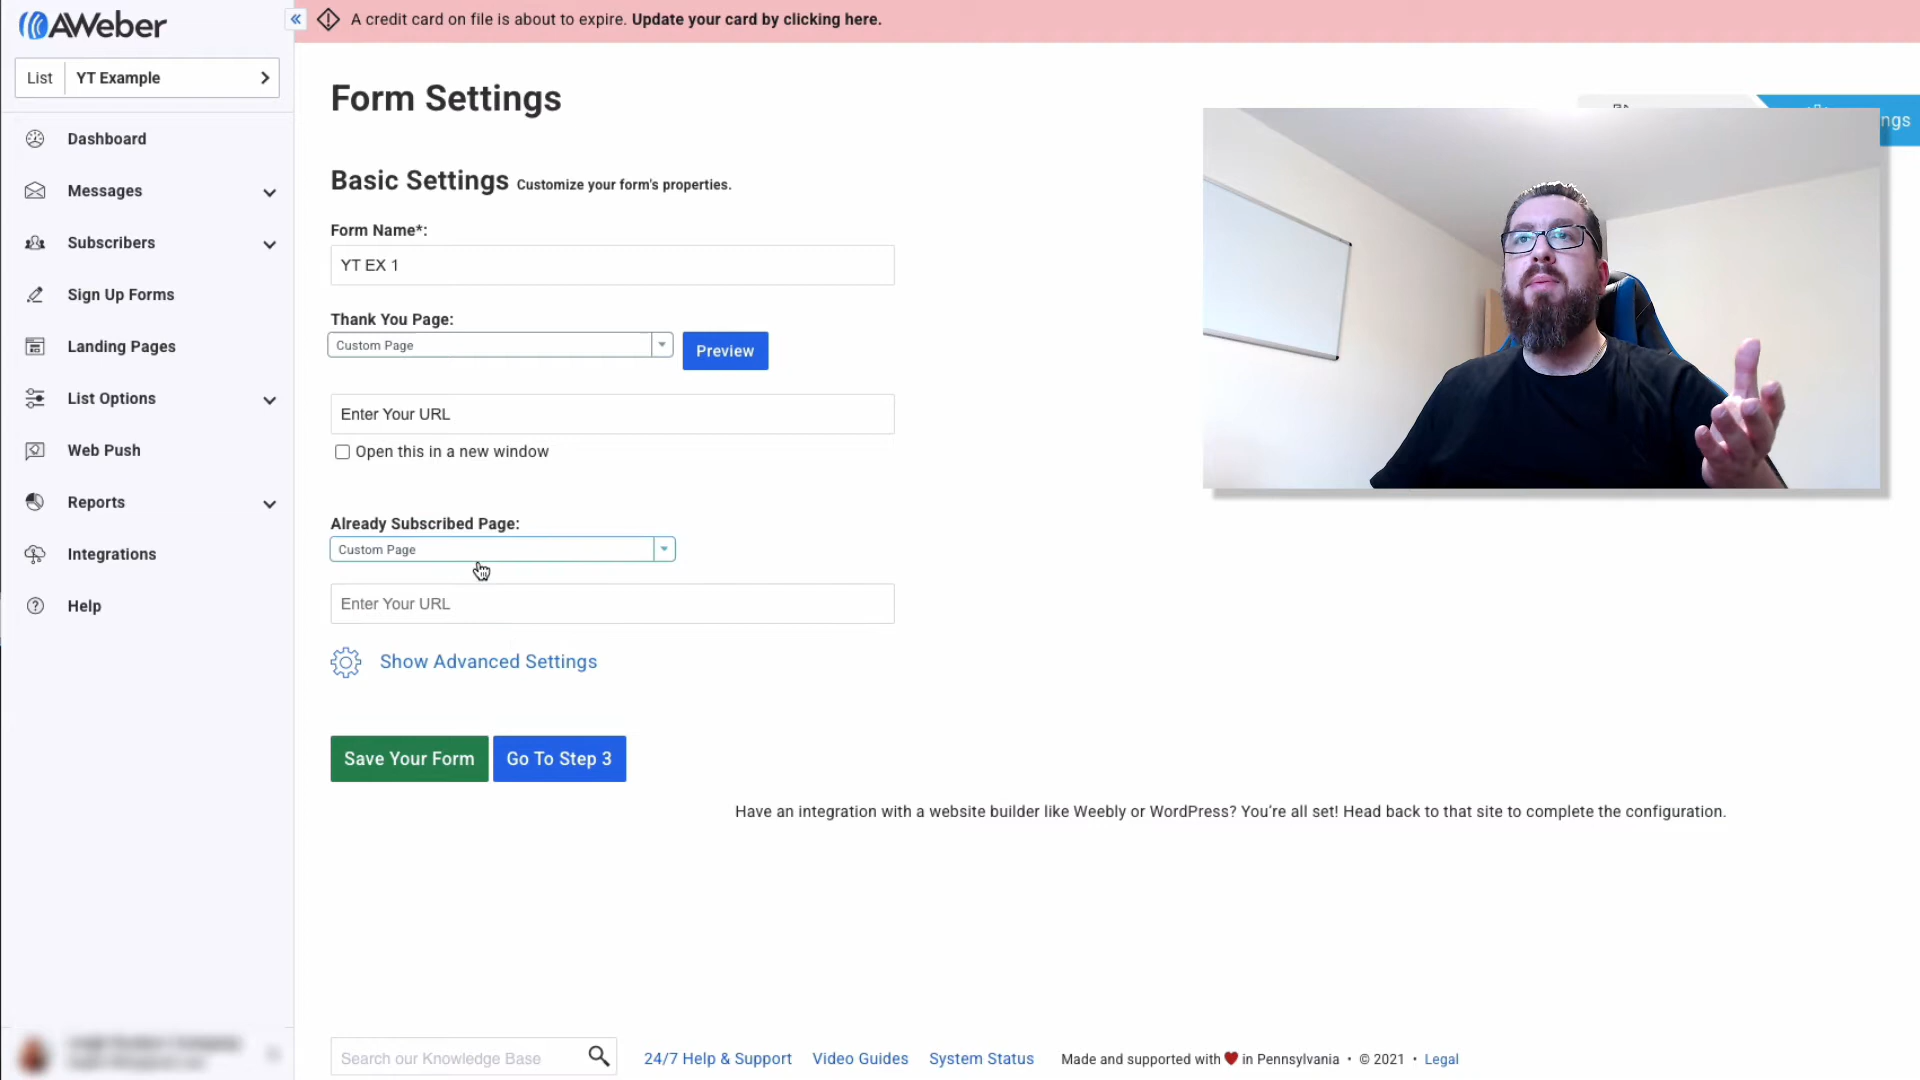 AWeber
A credit card on file is about to expire. Update your card by clicking here.
List YT Example
Dashboard
Messages
Subscribers
Sign Up Forms
Landing Pages
List Options
Web Push
Reports
Integrations
Help
Form Settings
ngs
Basic Settings Customize your form's properties.
Form Name*:
YT EX 1
Thank You Page:
Custom Page
Preview
Enter Your URL
Open this in a new window
Already Subscribed Page:
Custom Page
Enter Your URL
Show Advanced Settings
Save Your Form Go To Step 3
Have an integration with a website builder like Weebly or WordPress? You're all set! Head back to that site to complete the configuration.
Search our Knowledge Base
24/7 Help & Support Video Guides System Status Made and supported with ❤ in Pennsylvania • © 2021 • Legal